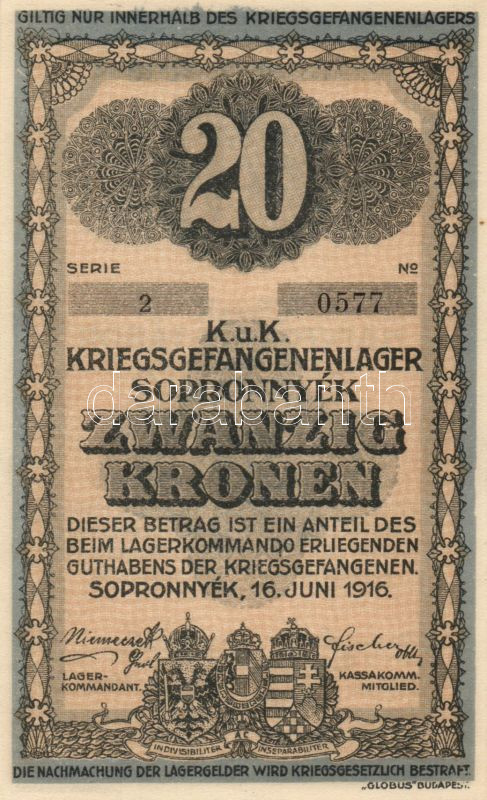 GILTIG NUR INNERHALB DES KRIEGSGEFANGENENLAGERS
20
SERIE No
2 0577
K.u.K.
KRIEGSGEFANGENENLAGER
SOPRONNYÉK
darabanth
ZWANZIG
KRONEN
DIESER BETRAG IST EIN ANTEIL DES
BEIM LAGERKOMMANDO ERLIEGENDEN
GUTHABENS DER KRIEGSGEFANGENEN.
SOPRONNYÉK, 16. JUNI 1916.
Fischer
LAGER-
KOMMANDANT.
KASSAKOMM.
MITGLIED.
INDIVISIBILITER AC INSEPARABILITER
DIE NACHMACHUNG DER LAGERGELDER WIRD KRIEGSGESETZLICH BESTRAFT.
„GLOBUS" BUDAPEST.